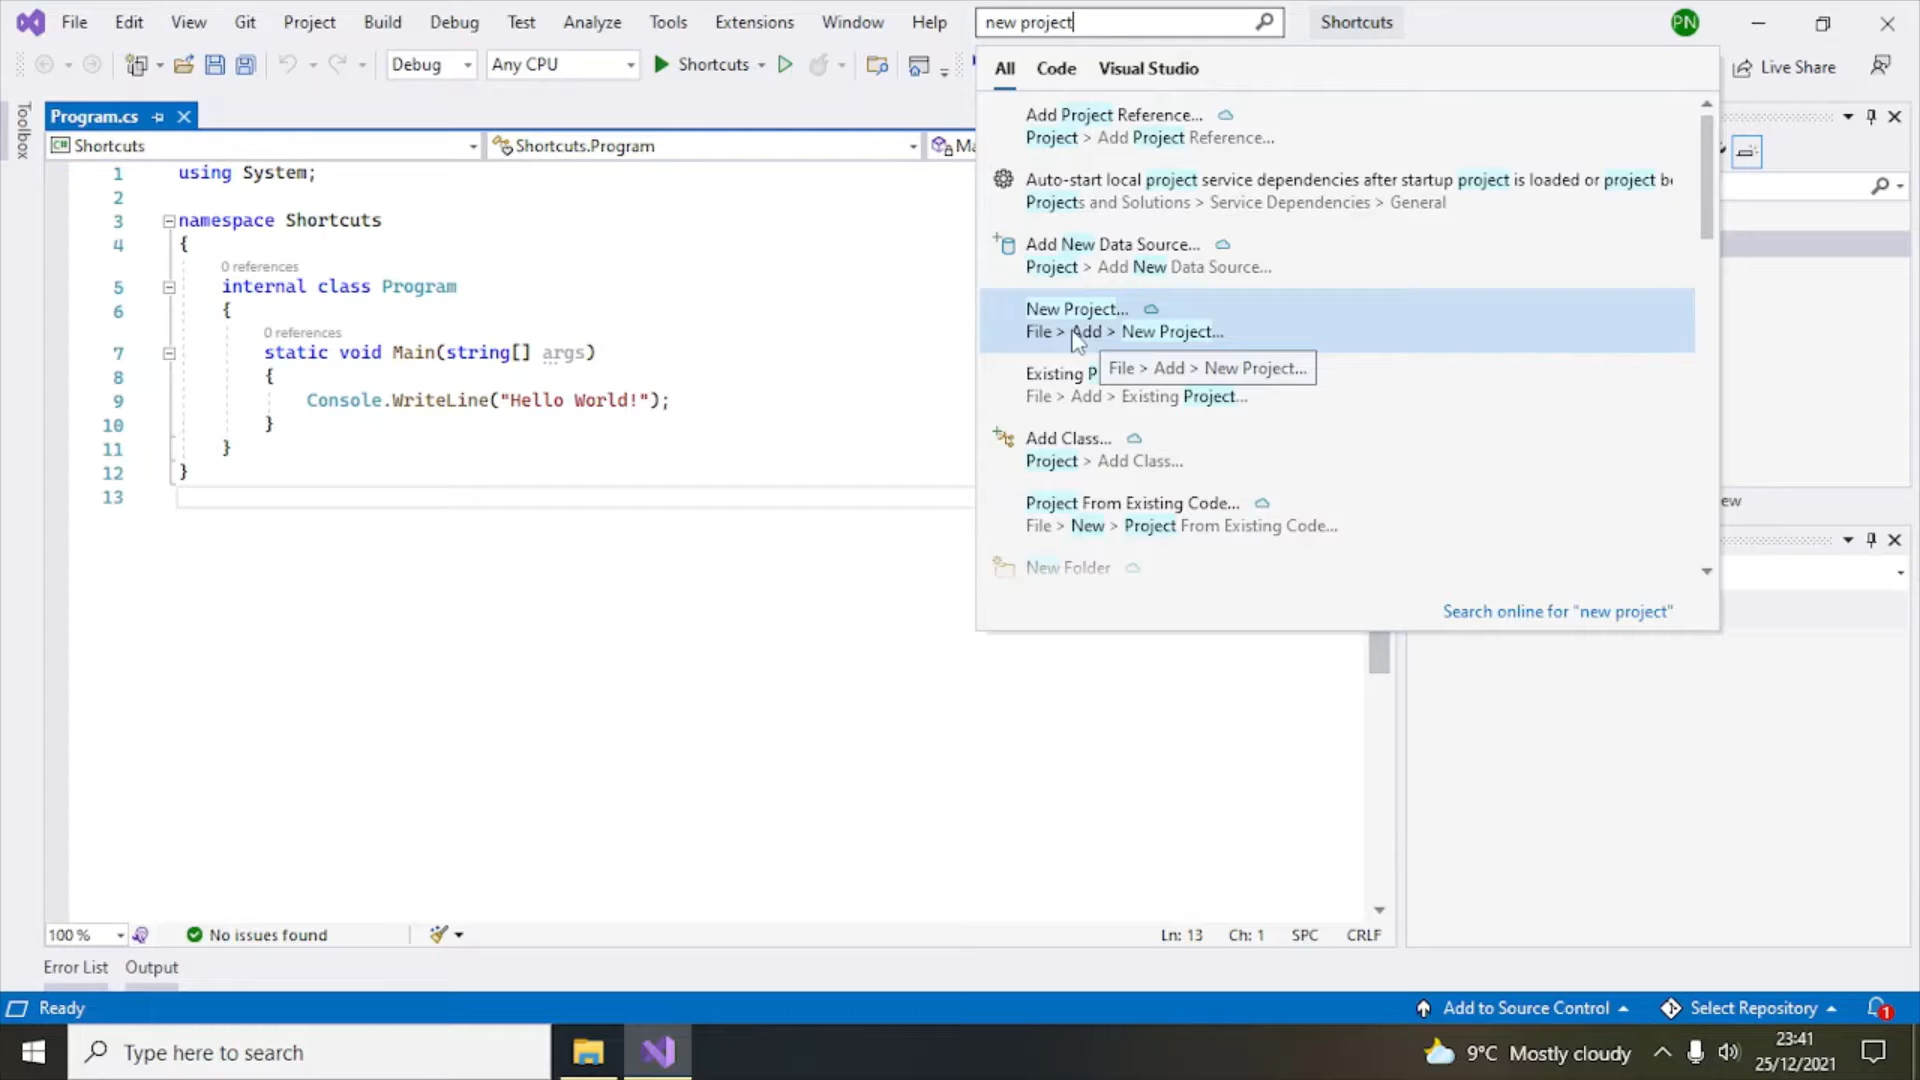 File Edit View Git Project Build Debug Test Analyze Tools Extensions Window Help new project Shortcuts PN
Debug Any CPU Shortcuts Live Share
All Code Visual Studio
Toolbox
Program.cs
Shortcuts Shortcuts.Program Ma
1 using System;
2
3 namespace Shortcuts
4 {
0 references
5 internal class Program
6 {
0 references
7 static void Main(string[] args)
8 {
9 Console.WriteLine("Hello World!");
10 }
11 }
12 }
13
Add Project Reference...
Project > Add Project Reference...
Auto-start local project service dependencies after startup project is loaded or project be
Projects and Solutions > Service Dependencies > General
Add New Data Source...
Project > Add New Data Source...
New Project...
File > Add > New Project...
File > Add > New Project...
Existing P
File > Add > Existing Project...
Add Class...
Project > Add Class...
Project From Existing Code...
File > New > Project From Existing Code...
New Folder
Search online for "new project"
ew
100 % No issues found Ln: 13 Ch: 1 SPC CRLF
Error List Output
Ready Add to Source Control Select Repository 1
Type here to search 9°C Mostly cloudy 23:41
25/12/2021